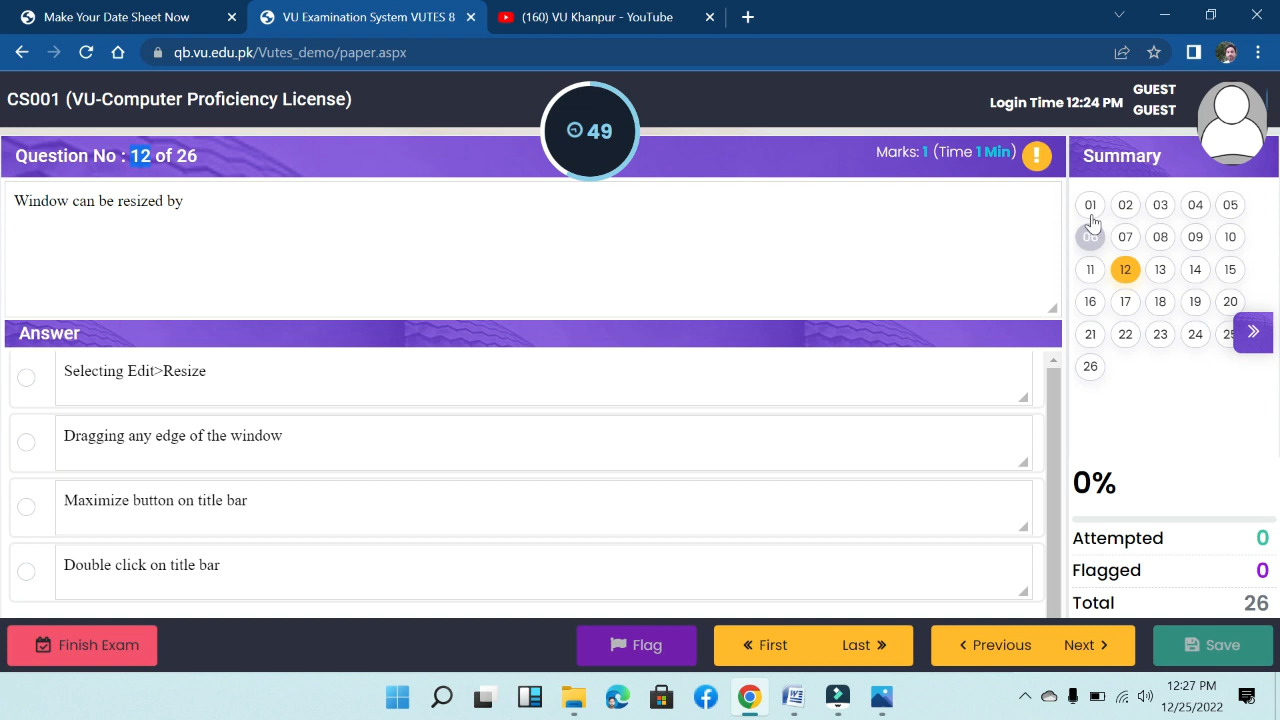 Make Your Date Sheet Now
VU Examination System VUTES 8
(160) VU Khanpur - YouTube
qb.vu.edu.pk/Vutes_demo/paper.aspx
CS001 (VU-Computer Proficiency License)
49
Login Time 12:24 PM
GUEST
GUEST
Question No : 12 of 26
Marks: 1 (Time 1 Min)
Summary
Window can be resized by
01 02 03 04 05
06 07 08 09 10
11 12 13 14 15
16 17 18 19 20
21 22 23 24
26
Answer
Selecting Edit>Resize
Dragging any edge of the window
Maximize button on title bar
Double click on title bar
0%
Attempted 0
Flagged 0
Total 26
Finish Exam
Flag
First
Last
Previous
Next
Save
12:27 PM
12/25/2022